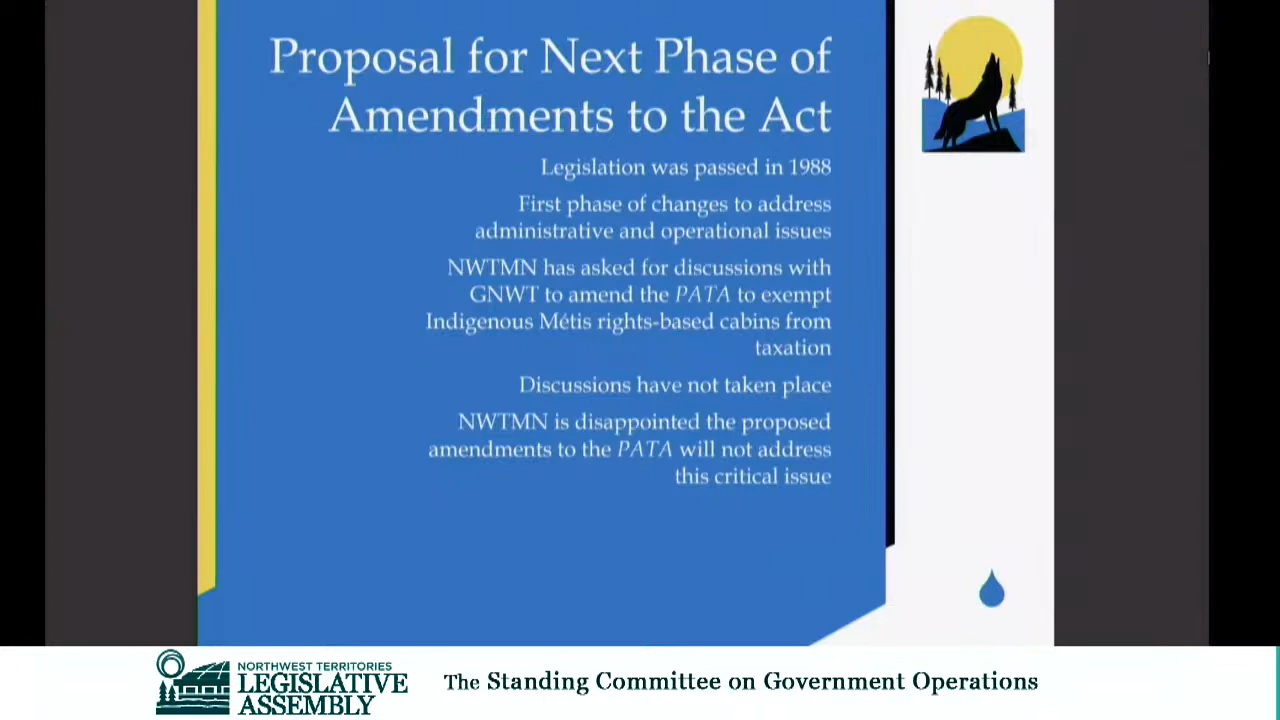 Proposal for Next Phase of
Amendments to the Act
Legislation was passed in 1988
First phase of changes to address
administrative and operational issues
NWTMN has asked for discussions with
GNWT to amend the PATA to exempt
Indigenous Métis rights-based cabins from
taxation
Discussions have not taken place
NWTMN is disappointed the proposed
amendments to the PATA will not address
this critical issue
NORTHWEST TERRITORIES
LEGISLATIVE
ASSEMBLY
The Standing Committee on Government Operations